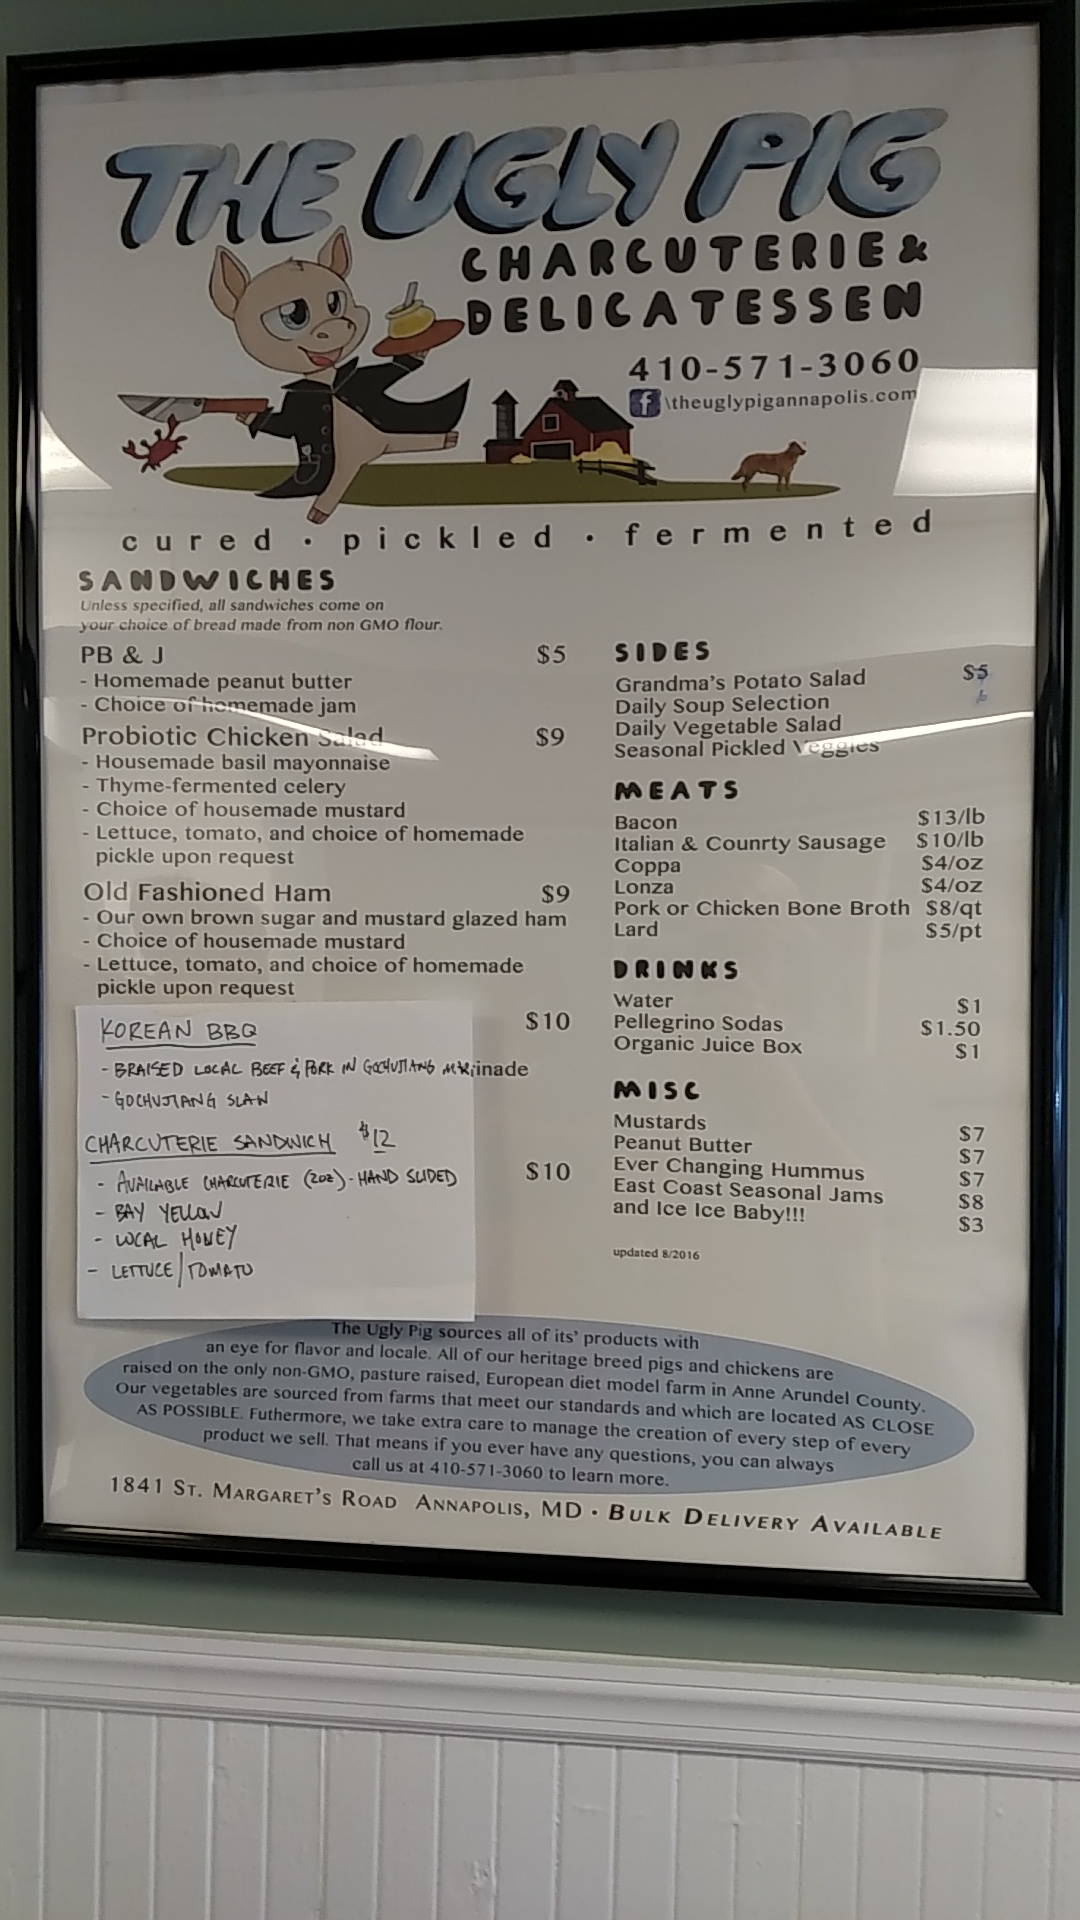 THE UGLY PIG
CHARCUTERIE &
DELICATESSEN
410-571-3060
f \theuglypigannapolis.com
cured · pickled · fermented
SANDWICHES
Unless specified, all sandwiches come on
your choice of bread made from non GMO flour.
PB & J $5
- Homemade peanut butter
- Choice of homemade jam
Probiotic Chicken Salad $9
- Housemade basil mayonnaise
- Thyme-fermented celery
- Choice of housemade mustard
- Lettuce, tomato, and choice of homemade
pickle upon request
Old Fashioned Ham $9
- Our own brown sugar and mustard glazed ham
- Choice of housemade mustard
- Lettuce, tomato, and choice of homemade
pickle upon request
KOREAN BBQ $10
- BRAISED LOCAL BEEF & PORK IN GOCHUJIANG MARinade
- GOCHUJIANG SLAW
CHARCUTERIE SANDWICH $12
- AVAILABLE CHARCUTERIE (2oz) - HAND SLICED $10
- BAY YELLOW
- LOCAL HONEY
- LETTUCE/TOMATO
SIDES
Grandma's Potato Salad $5
Daily Soup Selection
Daily Vegetable Salad
Seasonal Pickled Veggies
MEATS
Bacon $13/lb
Italian & Counrty Sausage $10/lb
Coppa $4/oz
Lonza $4/oz
Pork or Chicken Bone Broth $8/qt
Lard $5/pt
DRINKS
Water $1
Pellegrino Sodas $1.50
Organic Juice Box $1
MISC
Mustards $7
Peanut Butter $7
Ever Changing Hummus $7
East Coast Seasonal Jams $8
and Ice Ice Baby!!! $3
updated 8/2016
The Ugly Pig sources all of its' products with
an eye for flavor and locale. All of our heritage breed pigs and chickens are
raised on the only non-GMO, pasture raised, European diet model farm in Anne Arundel County.
Our vegetables are sourced from farms that meet our standards and which are located AS CLOSE
AS POSSIBLE. Futhermore, we take extra care to manage the creation of every step of every
product we sell. That means if you ever have any questions, you can always
call us at 410-571-3060 to learn more.
1841 ST. MARGARET'S ROAD ANNAPOLIS, MD · BULK DELIVERY AVAILABLE